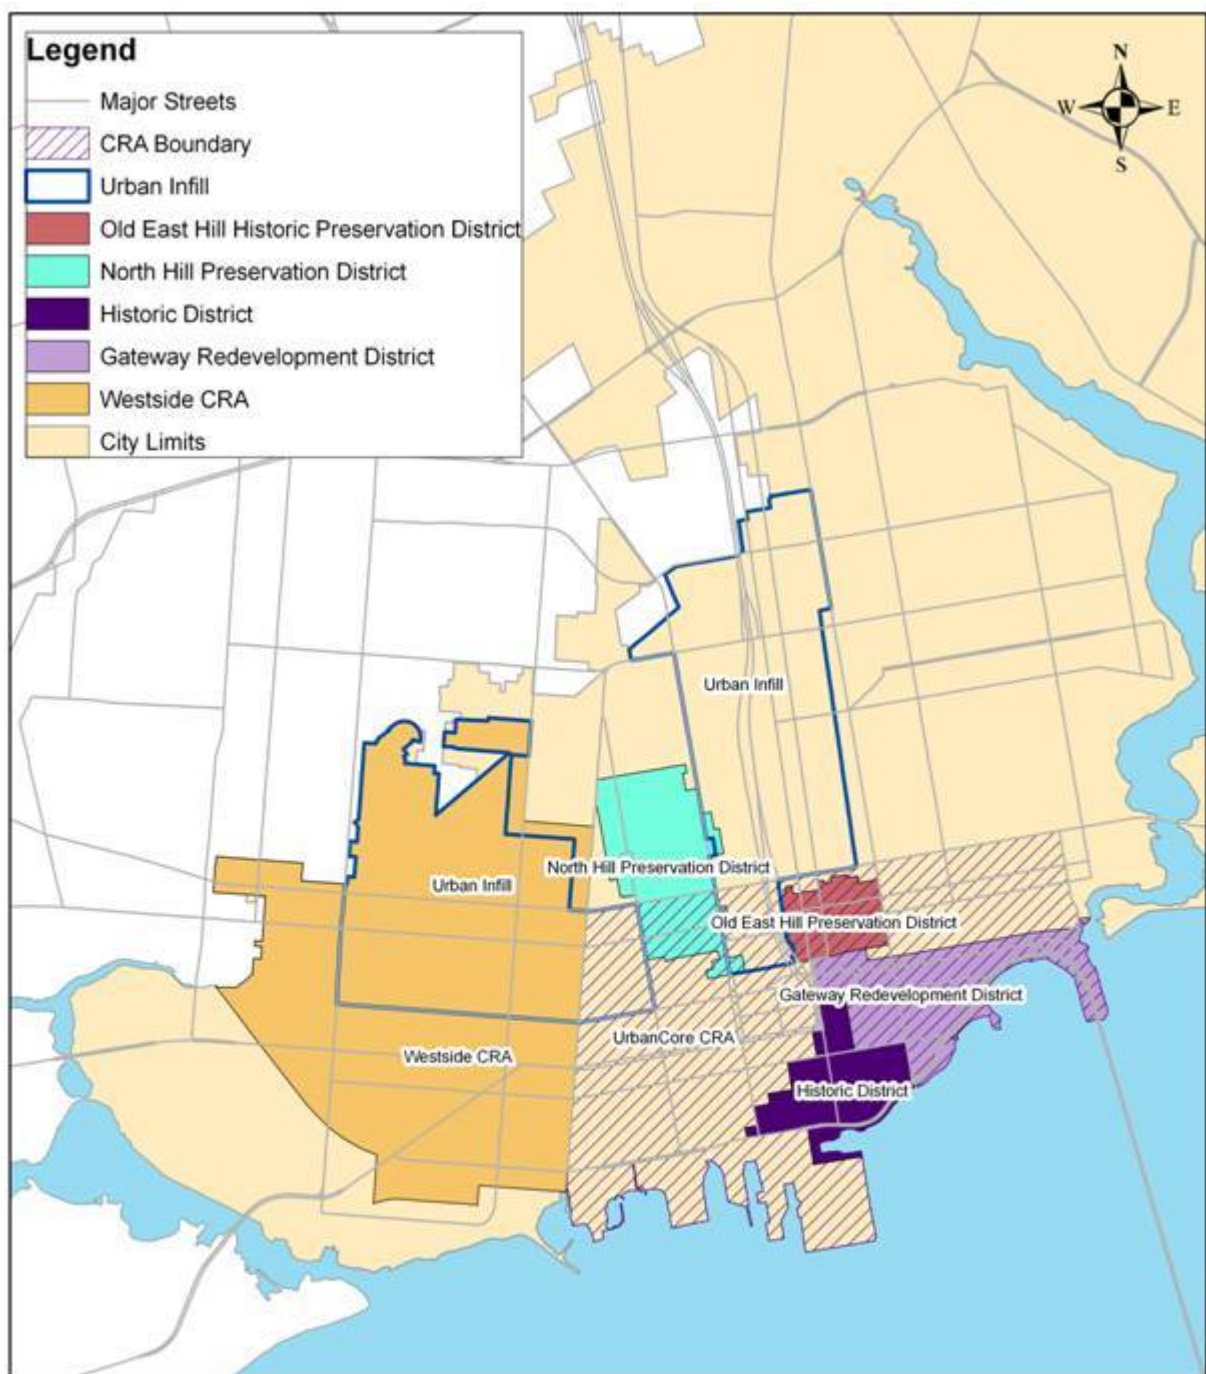 Legend
Major Streets
CRA Boundary
Urban Infill
Old East Hill Historic Preservation District
North Hill Preservation District
Historic District
Gateway Redevelopment District
Westside CRA
City Limits
N
W E
S
Urban Infill
North Hill Preservation District
Urban Infill
Old East Hill Preservation District
Gateway Redevelopment District
UrbanCore CRA
Westside CRA
Historic District